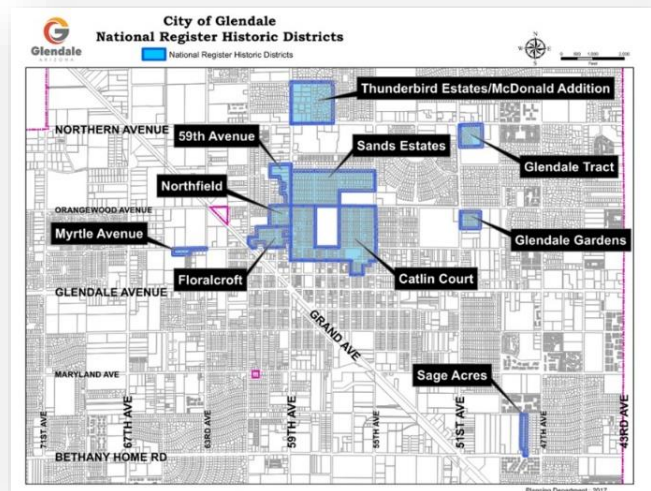 City of Glendale
National Register Historic Districts
Glendale
ARIZONA
National Register Historic Districts
Thunderbird Estates/McDonald Addition
NORTHERN AVENUE
59th Avenue
Sands Estates
Glendale Tract
Northfield
ORANGEWOOD AVENUE
Myrtle Avenue
Glendale Gardens
Floralcroft
Catlin Court
GLENDALE AVENUE
GRAND AVE
MARYLAND AVE
Sage Acres
71ST AVE
67TH AVE
63RD AVE
59TH AVE
55TH AVE
51ST AVE
47TH AVE
43RD AVE
BETHANY HOME RD
Planning Department, 2017